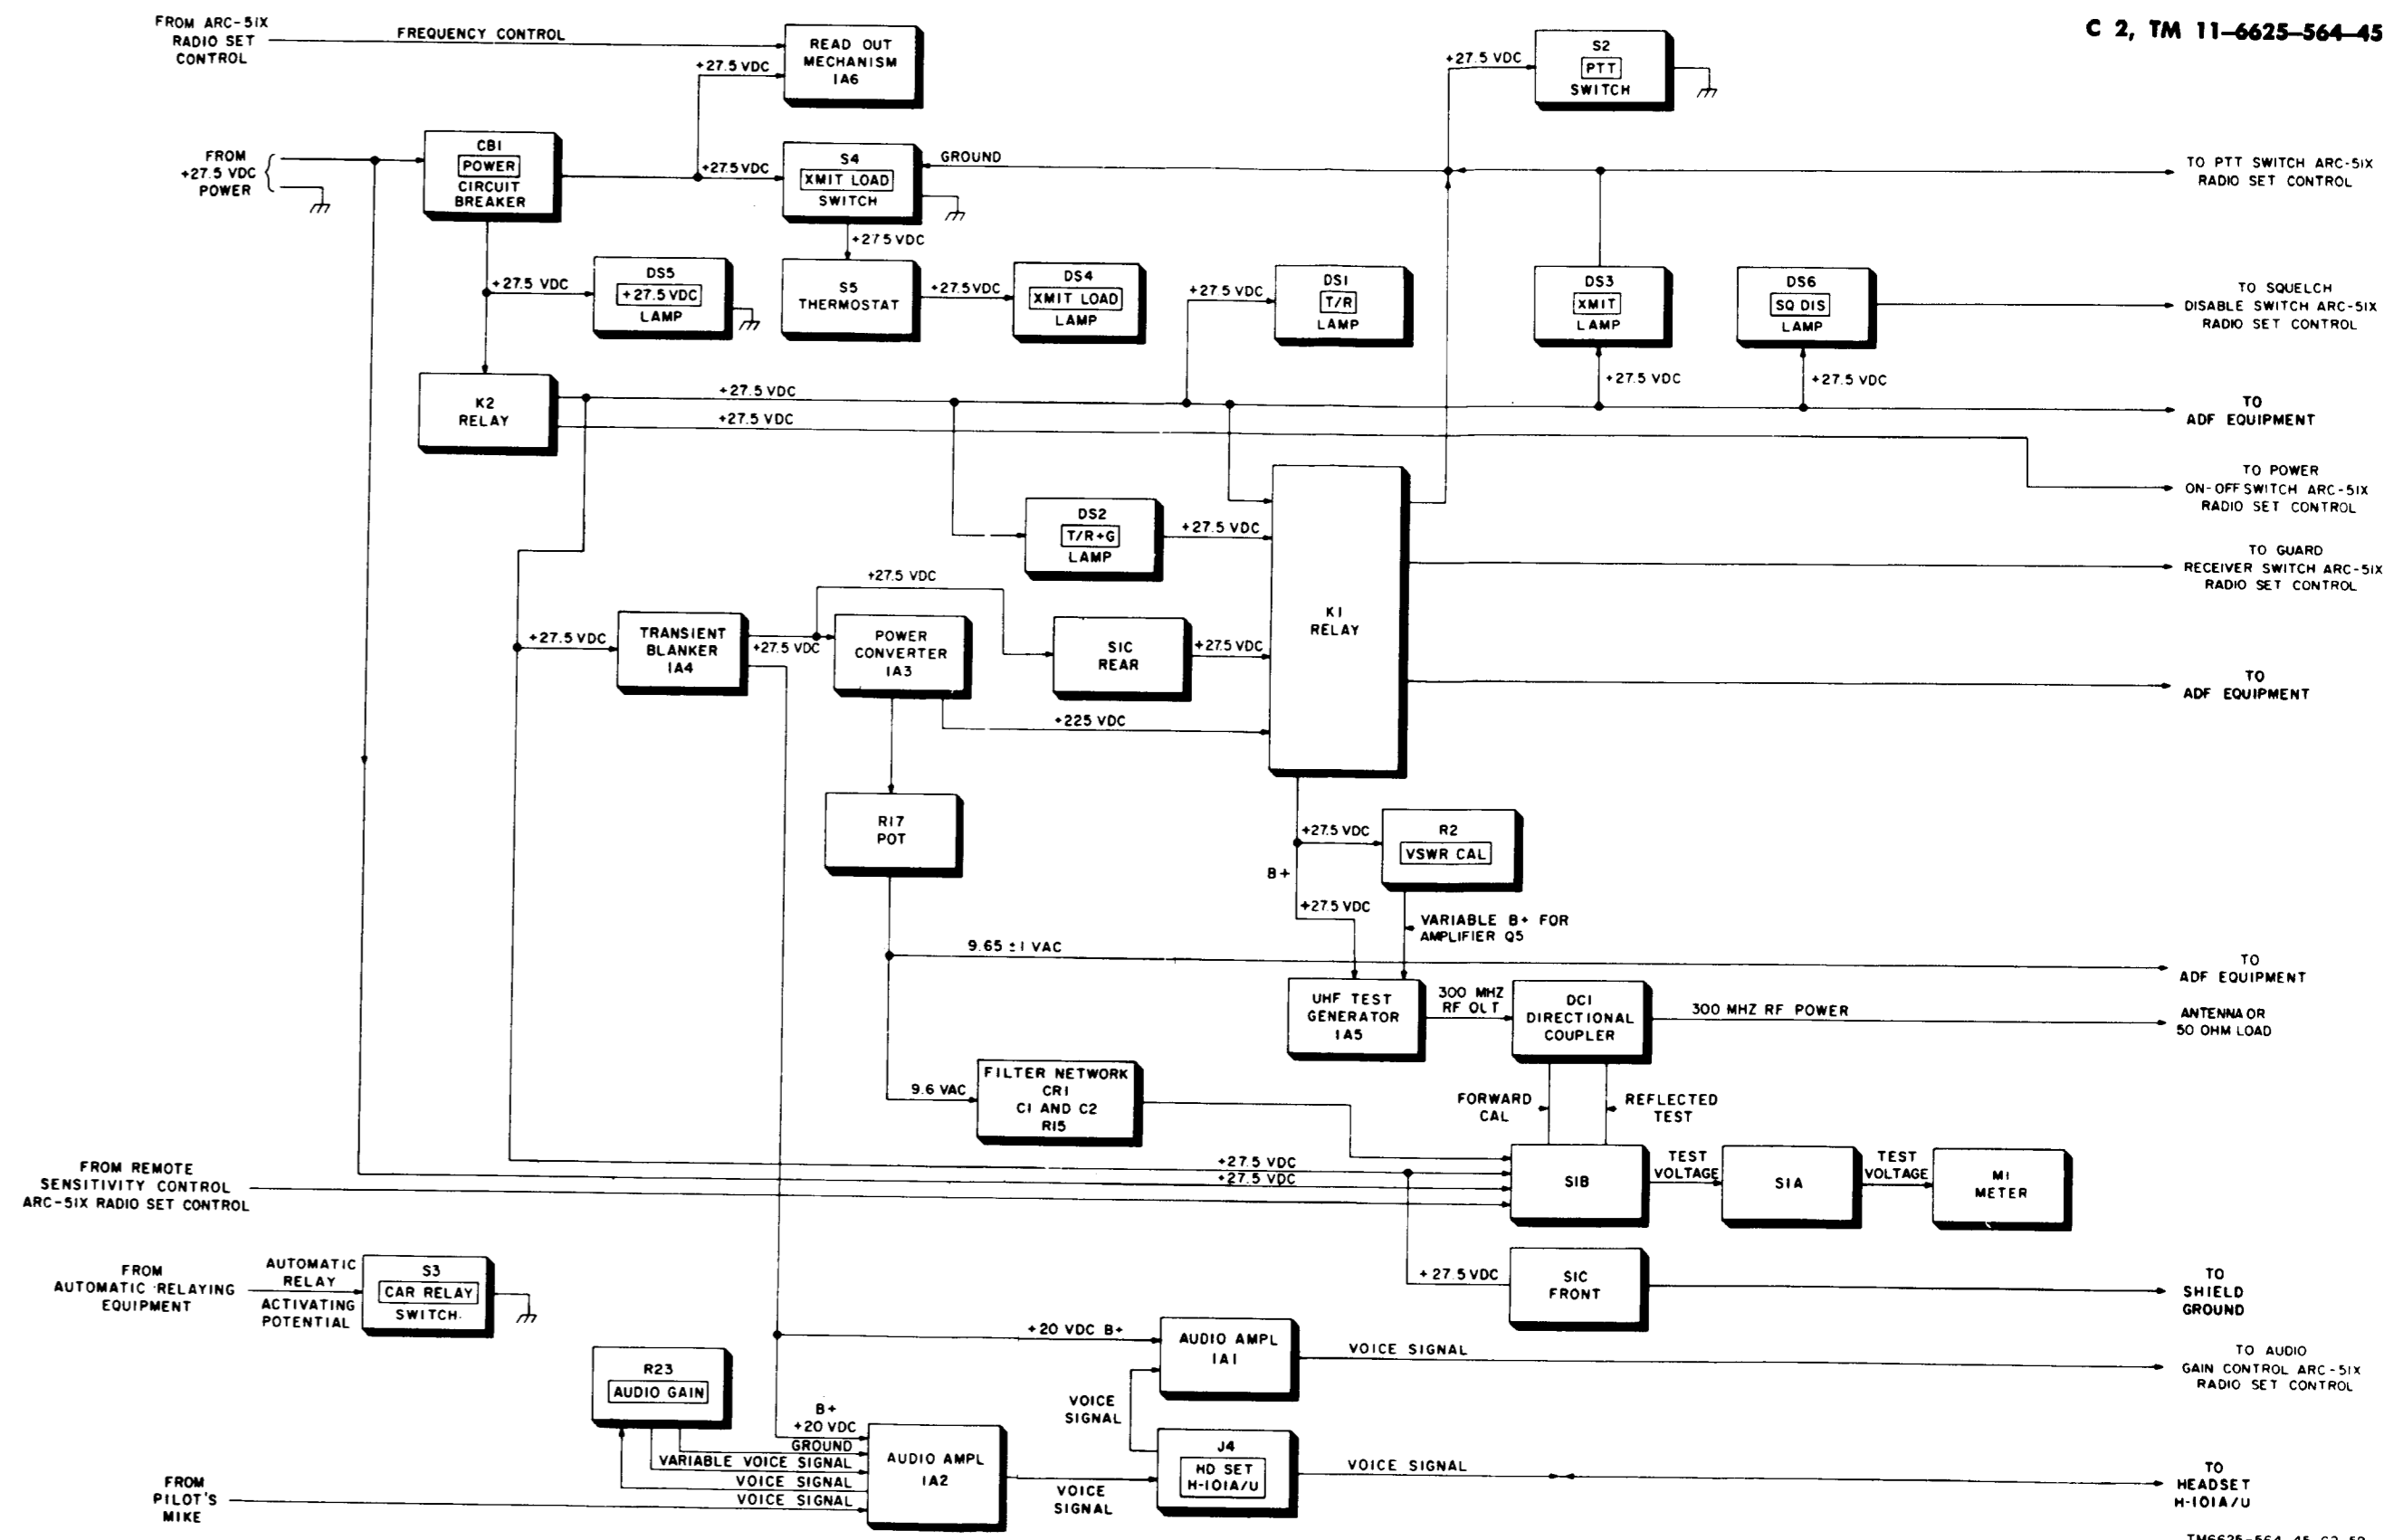 C 2, TM 11–6625–564–45
FROM ARC-51X
RADIO SET
CONTROL
FREQUENCY CONTROL
READ OUT
MECHANISM
1A6
+27.5 VDC
+27.5 VDC
S2
PTT
SWITCH
FROM
+27.5 VDC
POWER
CB1
POWER
CIRCUIT
BREAKER
+27.5VDC
S4
XMIT LOAD
SWITCH
GROUND
TO PTT SWITCH ARC-51X
RADIO SET CONTROL
+27.5 VDC
+27.5 VDC
DS5
+27.5 VDC
LAMP
S5
THERMOSTAT
+27.5VDC
DS4
XMIT LOAD
LAMP
+27.5 VDC
DS1
T/R
LAMP
DS3
XMIT
LAMP
DS6
SQ DIS
LAMP
TO SQUELCH
DISABLE SWITCH ARC-51X
RADIO SET CONTROL
+27.5 VDC
+27.5 VDC
K2
RELAY
+27.5 VDC
+27.5 VDC
TO
ADF EQUIPMENT
TO POWER
ON-OFF SWITCH ARC-51X
RADIO SET CONTROL
DS2
T/R+G
LAMP
+27.5 VDC
K1
RELAY
TO GUARD
RECEIVER SWITCH ARC-51X
RADIO SET CONTROL
+27.5 VDC
+27.5 VDC
TRANSIENT
BLANKER
1A4
+27.5 VDC
POWER
CONVERTER
1A3
S1C
REAR
+27.5 VDC
TO
ADF EQUIPMENT
+225 VDC
R17
POT
+27.5 VDC
R2
VSWR CAL
B+
+27.5 VDC
VARIABLE B+ FOR
AMPLIFIER Q5
9.65 ±1 VAC
TO
ADF EQUIPMENT
UHF TEST
GENERATOR
1A5
300 MHZ
RF OUT
DC1
DIRECTIONAL
COUPLER
300 MHZ RF POWER
ANTENNA OR
50 OHM LOAD
9.6 VAC
FILTER NETWORK
CR1
C1 AND C2
R15
FORWARD
CAL
REFLECTED
TEST
FROM REMOTE
SENSITIVITY CONTROL
ARC-51X RADIO SET CONTROL
+27.5 VDC
+27.5 VDC
S1B
TEST
VOLTAGE
S1A
TEST
VOLTAGE
M1
METER
FROM
AUTOMATIC RELAYING
EQUIPMENT
AUTOMATIC
RELAY
ACTIVATING
POTENTIAL
S3
CAR RELAY
SWITCH
+27.5 VDC
S1C
FRONT
TO
SHIELD
GROUND
+20 VDC B+
AUDIO AMPL
1A1
VOICE SIGNAL
TO AUDIO
GAIN CONTROL ARC-51X
RADIO SET CONTROL
R23
AUDIO GAIN
VOICE
SIGNAL
B+
+20 VDC
GROUND
VARIABLE VOICE SIGNAL
VOICE SIGNAL
VOICE SIGNAL
FROM
PILOT'S
MIKE
AUDIO AMPL
1A2
VOICE
SIGNAL
J4
HD SET
H-101A/U
VOICE SIGNAL
TO
HEADSET
H-101A/U
TM6625-564-45-C2-59